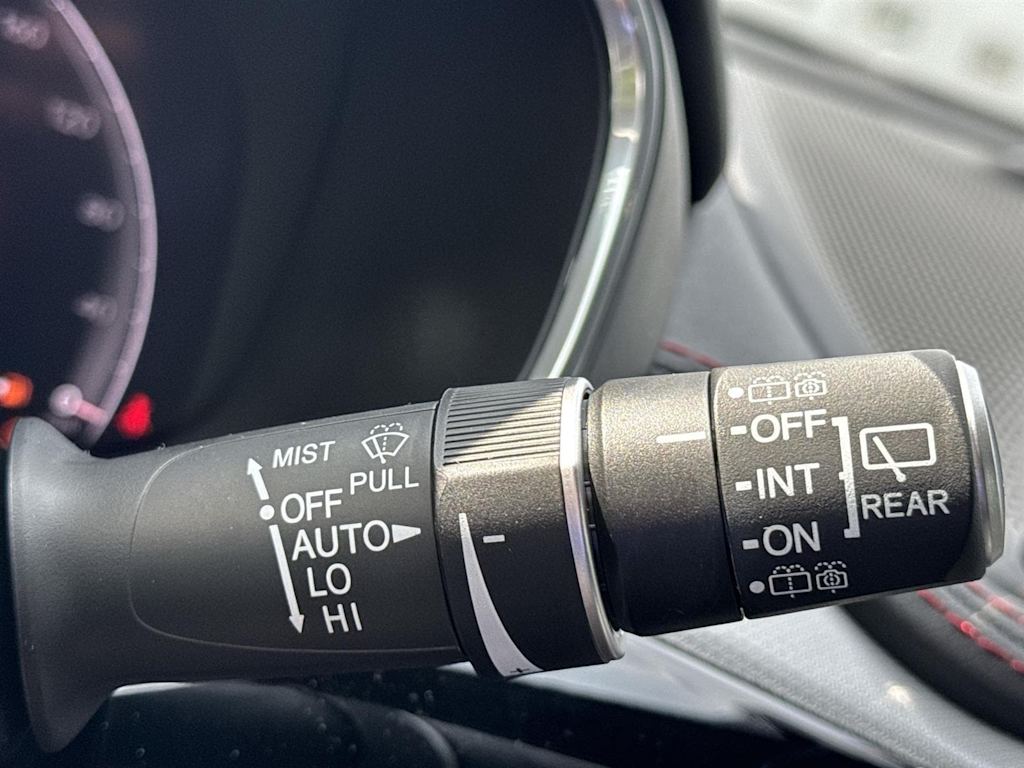 MIST
PULL
OFF
AUTO
LO
HI
-
+
OFF
INT
ON
REAR